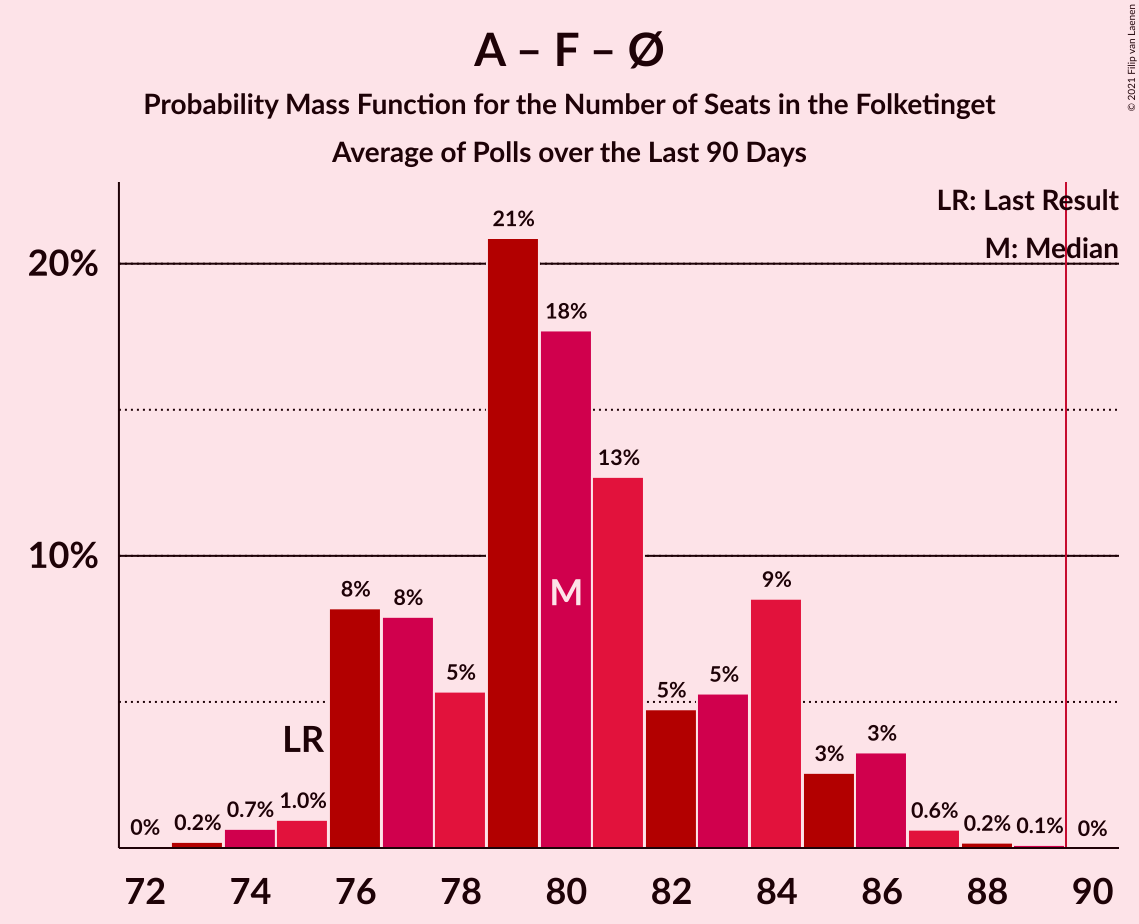 A – F – Ø
Probability Mass Function for the Number of Seats in the Folketinget
Average of Polls over the Last 90 Days
© 2021 Filip van Laenen
LR: Last Result
M: Median
20%
10%
0%
0.2%
0.7%
1.0%
8%
8%
5%
21%
18%
13%
5%
5%
9%
3%
3%
0.6%
0.2%
0.1%
0%
LR
M
72 74 76 78 80 82 84 86 88 90